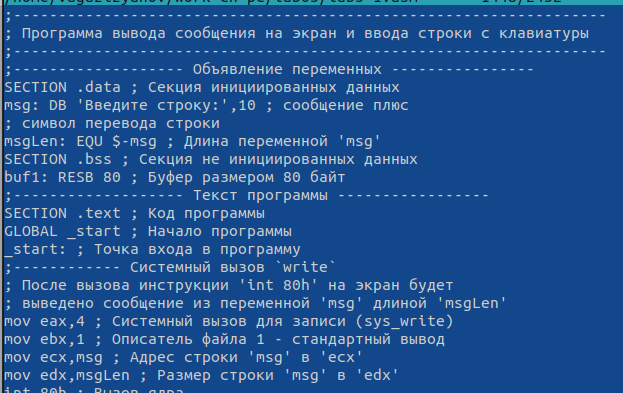 ;---------------------------------------------------------------
; Программа вывода сообщения на экран и ввода строки с клавиатуры
;---------------------------------------------------------------
;------------------ Объявление переменных ---------------
SECTION .data ; Секция инициированных данных
msg: DB 'Введите строку:',10 ; сообщение плюс
; символ перевода строки
msgLen: EQU $-msg ; Длина переменной 'msg'
SECTION .bss ; Секция не инициированных данных
buf1: RESB 80 ; Буфер размером 80 байт
;------------------ Текст программы ----------------
SECTION .text ; Код программы
GLOBAL _start ; Начало программы
_start: ; Точка входа в программу
;------------ Системный вызов `write`
; После вызова инструкции 'int 80h' на экран будет
; выведено сообщение из переменной 'msg' длиной 'msgLen'
mov eax,4 ; Системный вызов для записи (sys_write)
mov ebx,1 ; Описатель файла 1 - стандартный вывод
mov ecx,msg ; Адрес строки 'msg' в 'ecx'
mov edx,msgLen ; Размер строки 'msg' в 'edx'
int 80h ; Вызов ядра